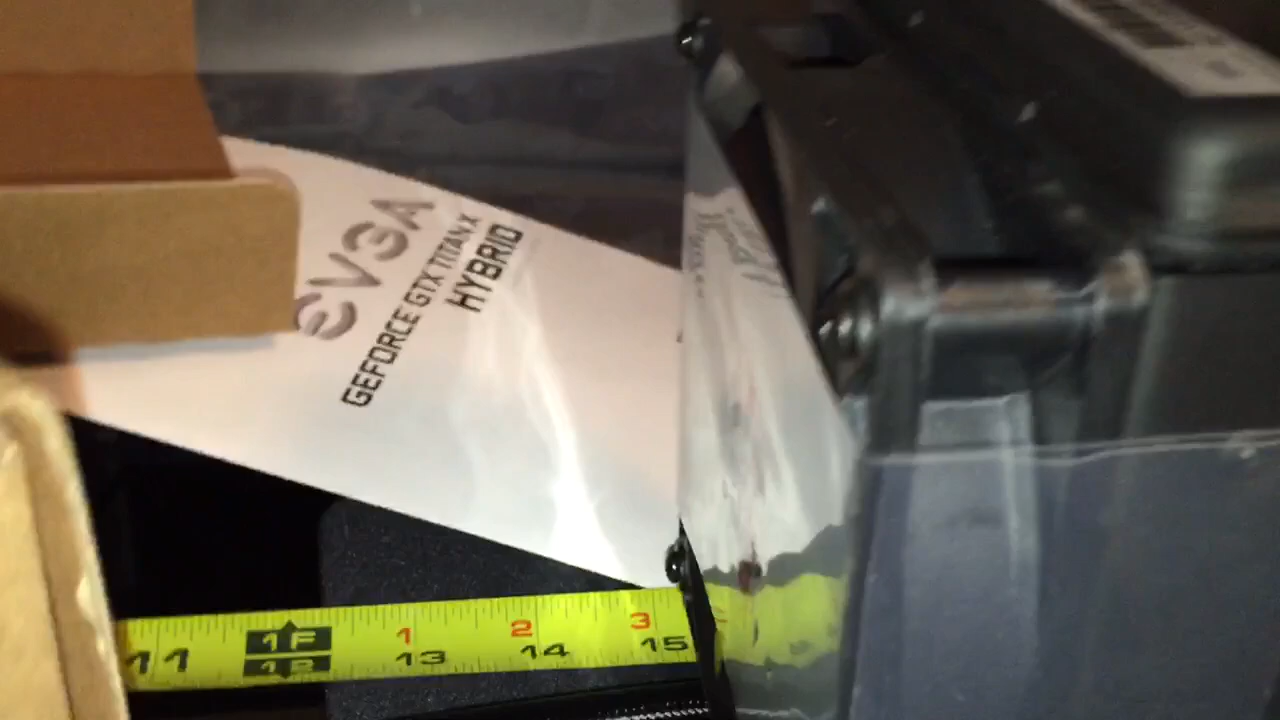 EVGA
GEFORCE GTX TITAN X
HYBRID
1 2 3
11 1F 13 14 15